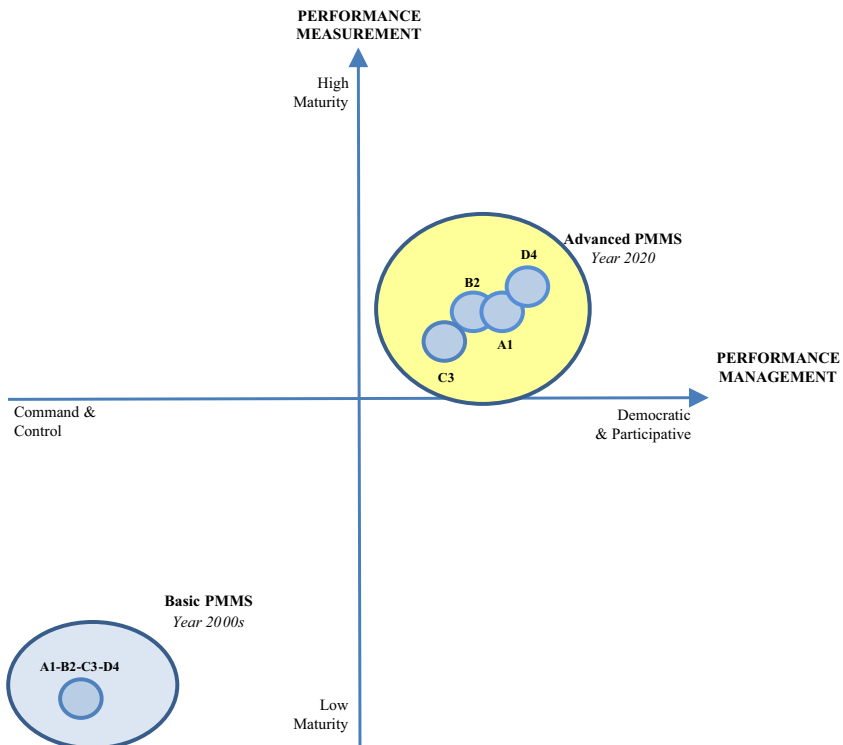 PERFORMANCE
MEASUREMENT
High
Maturity
Advanced PMMS
Year 2020
D4
B2
A1
C3
PERFORMANCE
MANAGEMENT
Command &
Control
Democratic
& Participative
Basic PMMS
Year 2000s
A1-B2-C3-D4
Low
Maturity